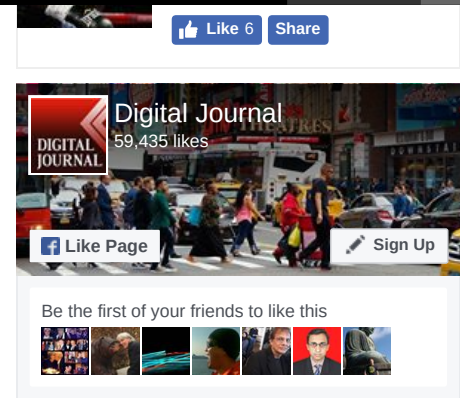 Like 6 Share
Digital Journal
59,435 likes
DIGITAL
JOURNAL
THEATRES
Like Page
Sign Up
Be the first of your friends to like this